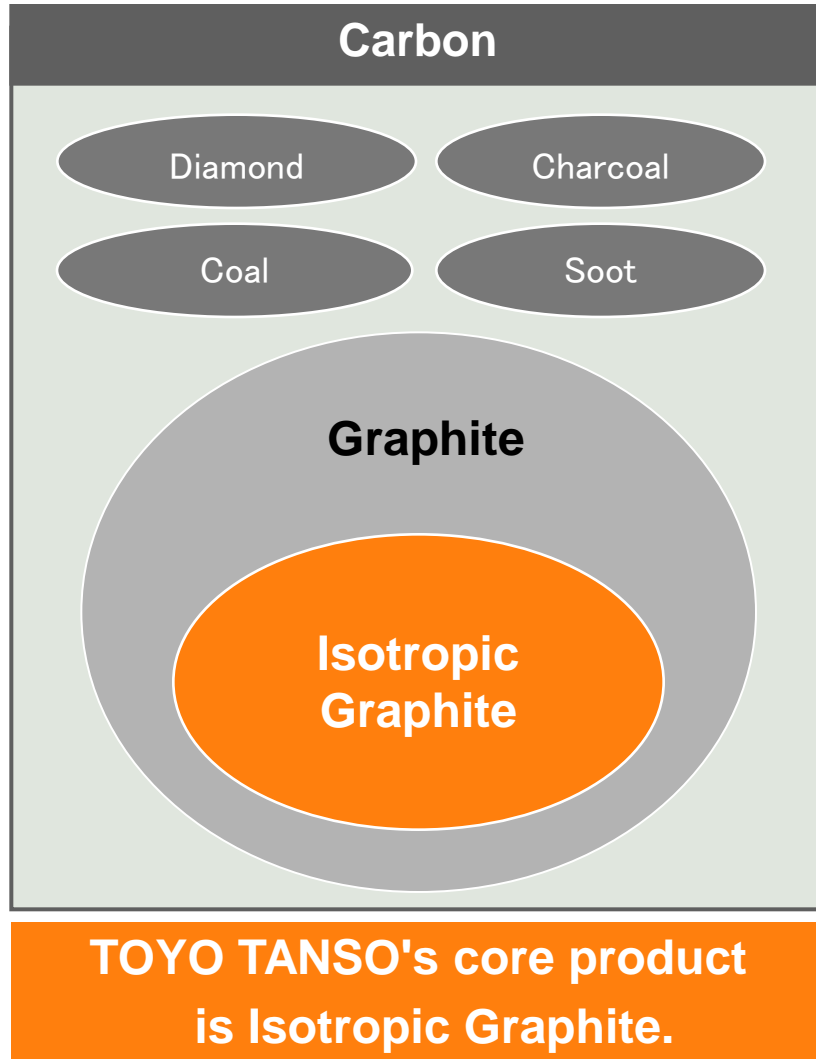 Carbon
Diamond
Charcoal
Coal
Soot
Graphite
Isotropic
Graphite
TOYO TANSO's core product
is Isotropic Graphite.